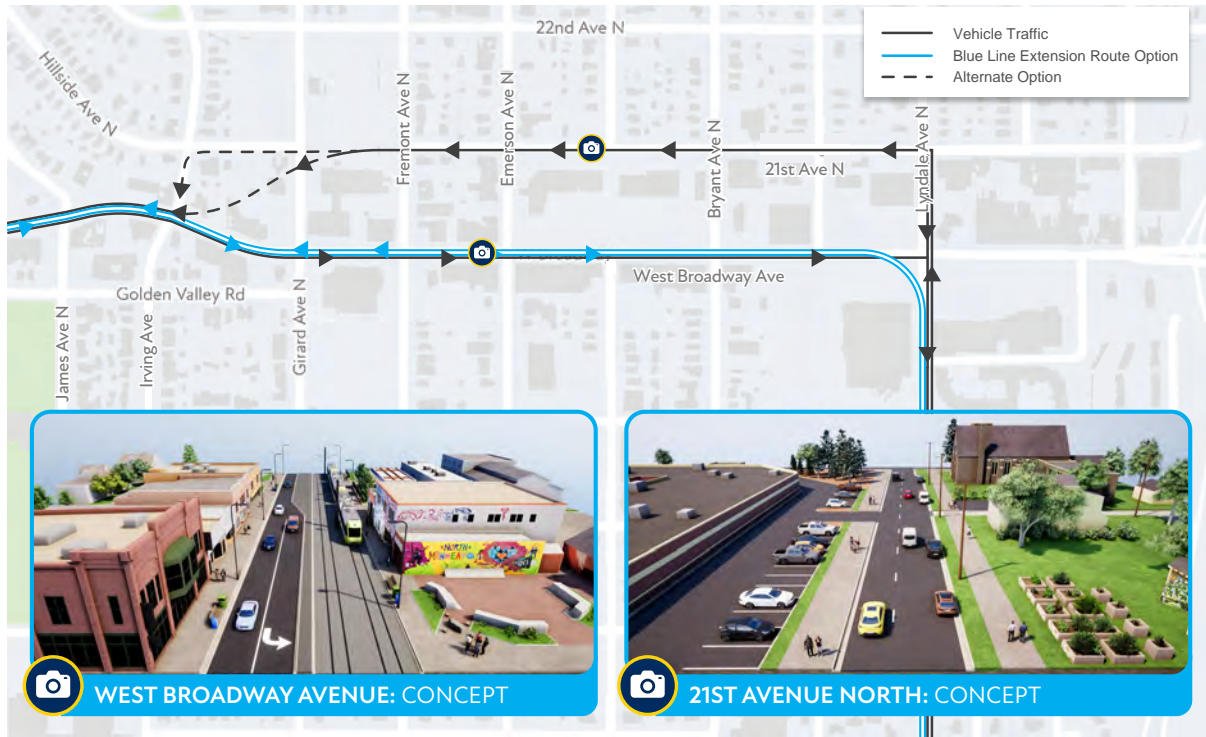 22nd Ave N
Vehicle Traffic
Blue Line Extension Route Option
Alternate Option
Hillside Ave N
Fremont Ave N
Emerson Ave N
Bryant Ave N
Lyndale Ave N
21st Ave N
West Broadway Ave
Golden Valley Rd
James Ave N
Irving Ave
Girard Ave N
NORTH
MINNEAPOLIS
WEST BROADWAY AVENUE: CONCEPT
21ST AVENUE NORTH: CONCEPT